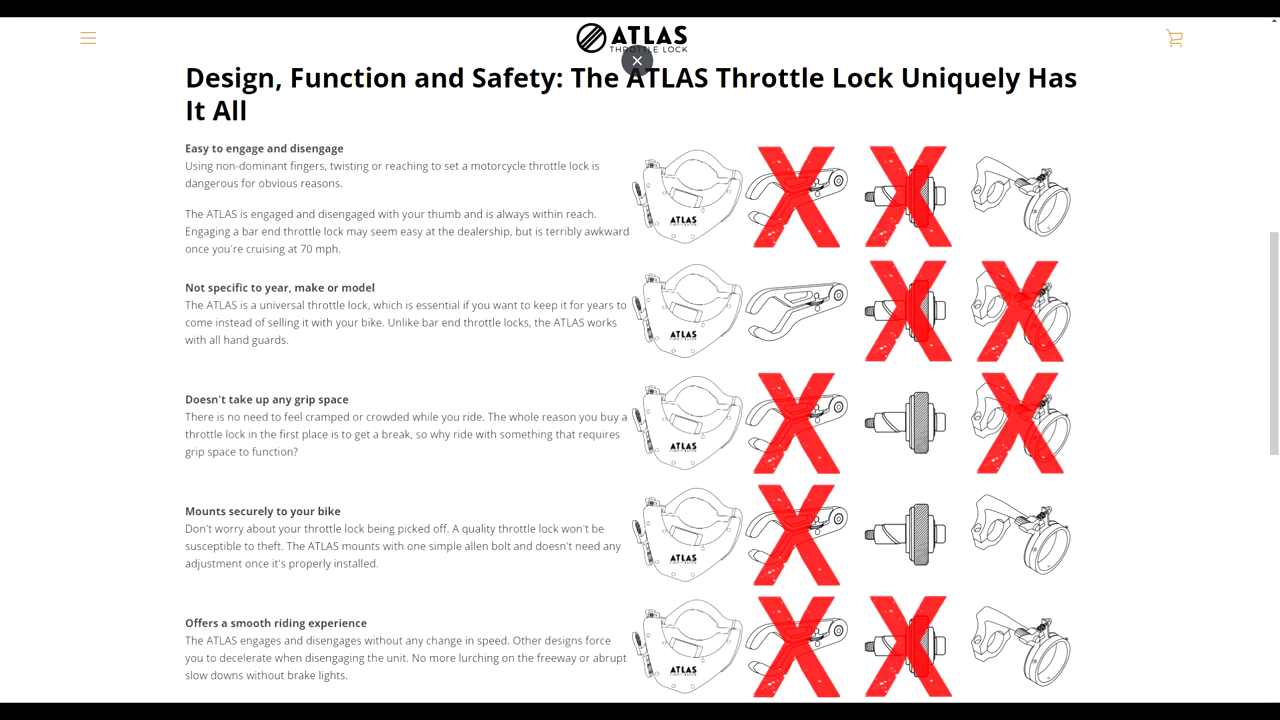 ATLAS
THROTTLE LOCK
Design, Function and Safety: The ATLAS Throttle Lock Uniquely Has
It All
Easy to engage and disengage
Using non-dominant fingers, twisting or reaching to set a motorcycle throttle lock is
dangerous for obvious reasons.
The ATLAS is engaged and disengaged with your thumb and is always within reach.
Engaging a bar end throttle lock may seem easy at the dealership, but is terribly awkward
once you're cruising at 70 mph.
ATLAS
Not specific to year, make or model
The ATLAS is a universal throttle lock, which is essential if you want to keep it for years to
come instead of selling it with your bike. Unlike bar end throttle locks, the ATLAS works
with all hand guards.
ATLAS
Doesn't take up any grip space
There is no need to feel cramped or crowded while you ride. The whole reason you buy a
throttle lock in the first place is to get a break, so why ride with something that requires
grip space to function?
ATLAS
Mounts securely to your bike
Don't worry about your throttle lock being picked off. A quality throttle lock won't be
susceptible to theft. The ATLAS mounts with one simple allen bolt and doesn't need any
adjustment once it's properly installed.
ATLAS
Offers a smooth riding experience
The ATLAS engages and disengages without any change in speed. Other designs force
you to decelerate when disengaging the unit. No more lurching on the freeway or abrupt
slow downs without brake lights.
ATLAS